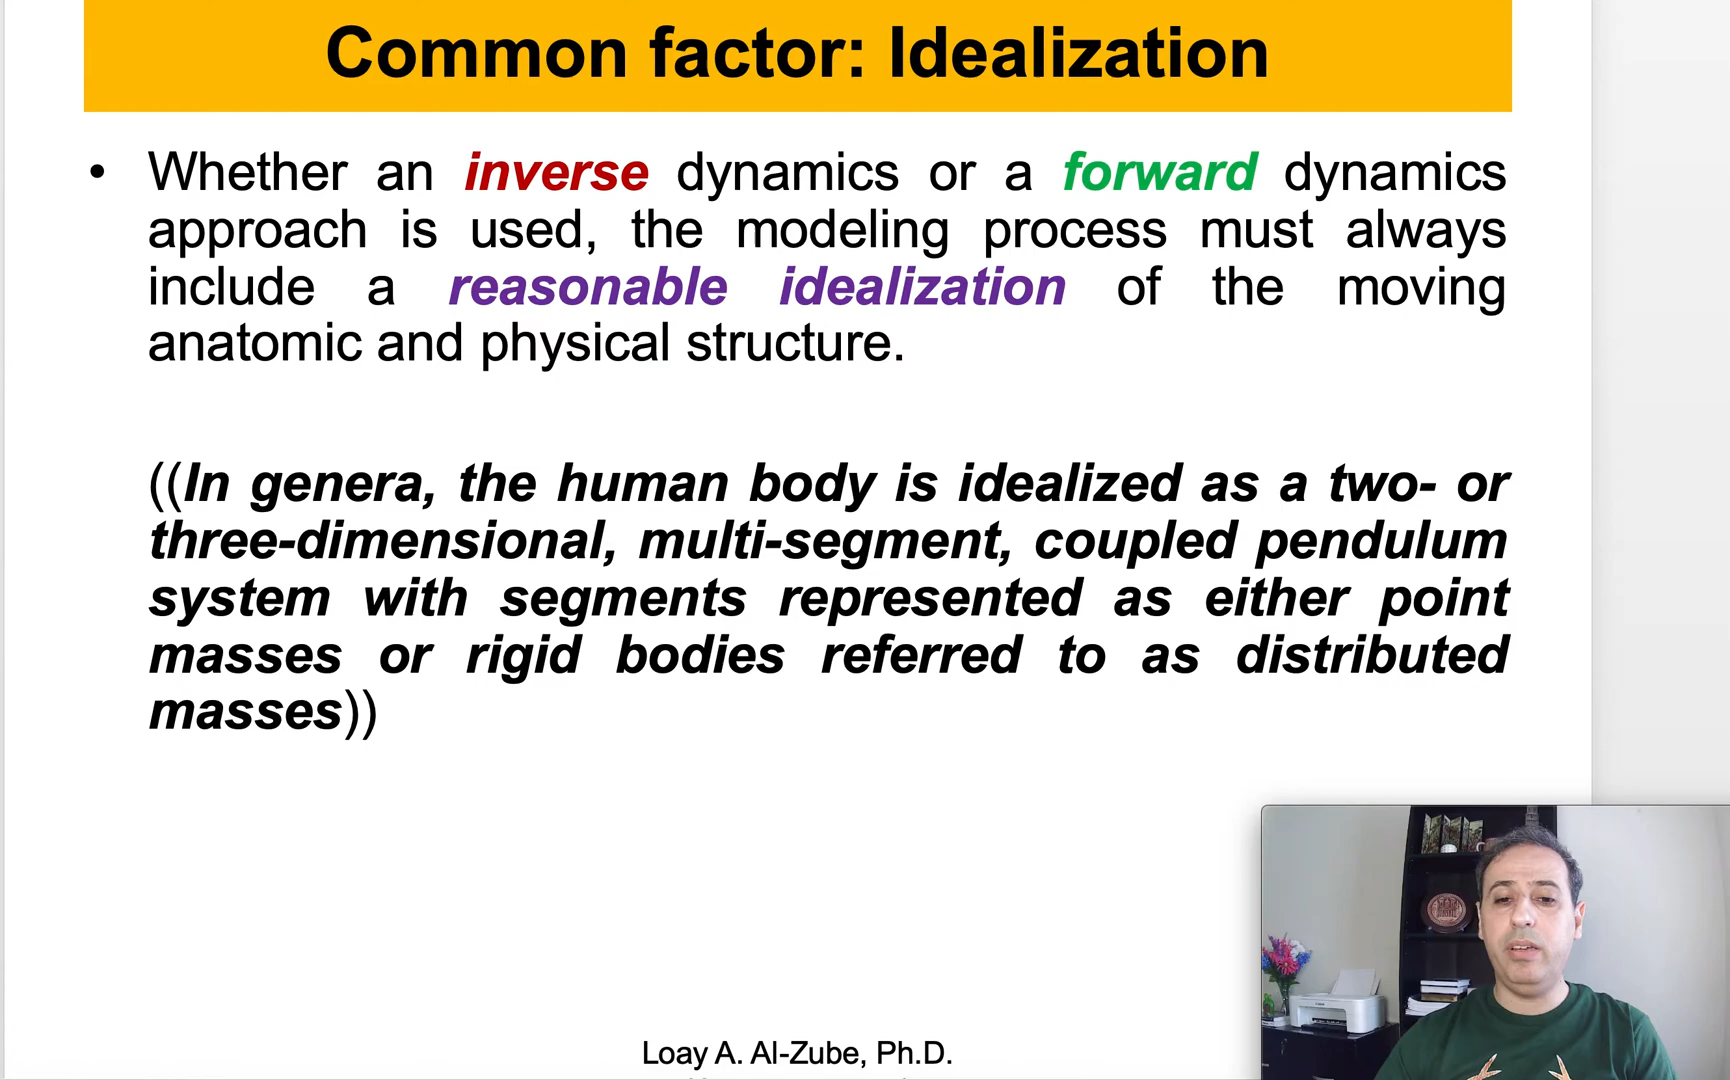 Common factor: Idealization
• Whether an inverse dynamics or a forward dynamics
approach is used, the modeling process must always
include a reasonable idealization of the moving
anatomic and physical structure.
((In genera, the human body is idealized as a two- or
three-dimensional, multi-segment, coupled pendulum
system with segments represented as either point
masses or rigid bodies referred to as distributed
masses))
Loay A. Al-Zube, Ph.D.